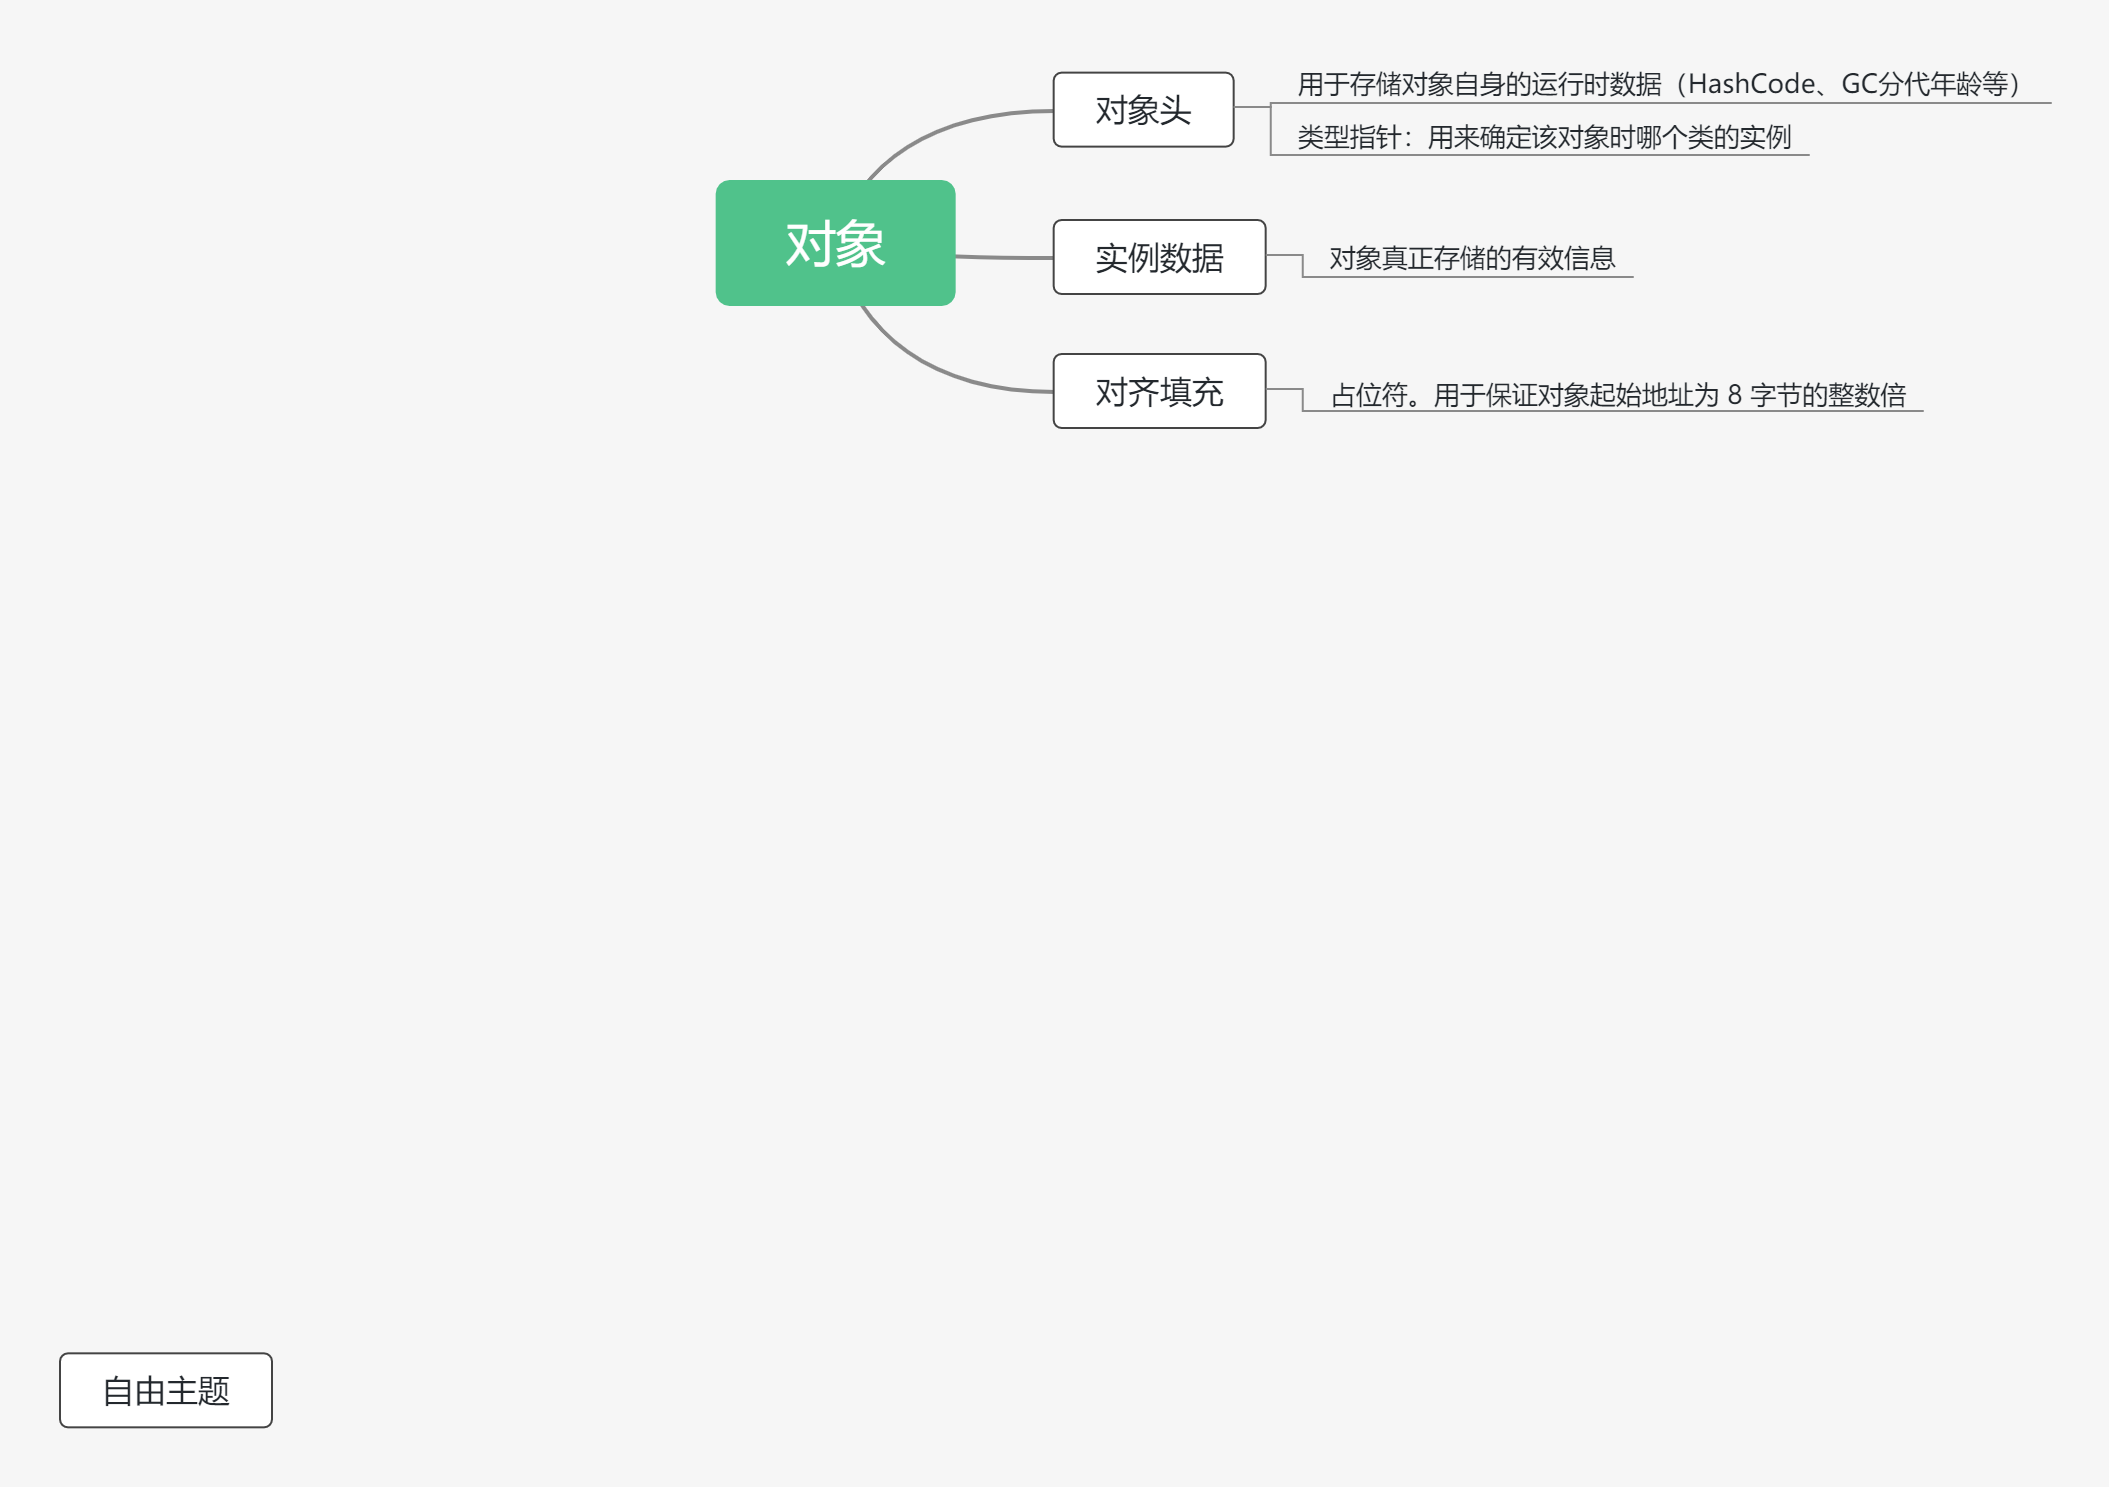 对象
对象头
用于存储对象自身的运行时数据（HashCode、GC分代年龄等）
类型指针：用来确定该对象时哪个类的实例
实例数据
对象真正存储的有效信息
对齐填充
占位符。用于保证对象起始地址为 8 字节的整数倍
自由主题